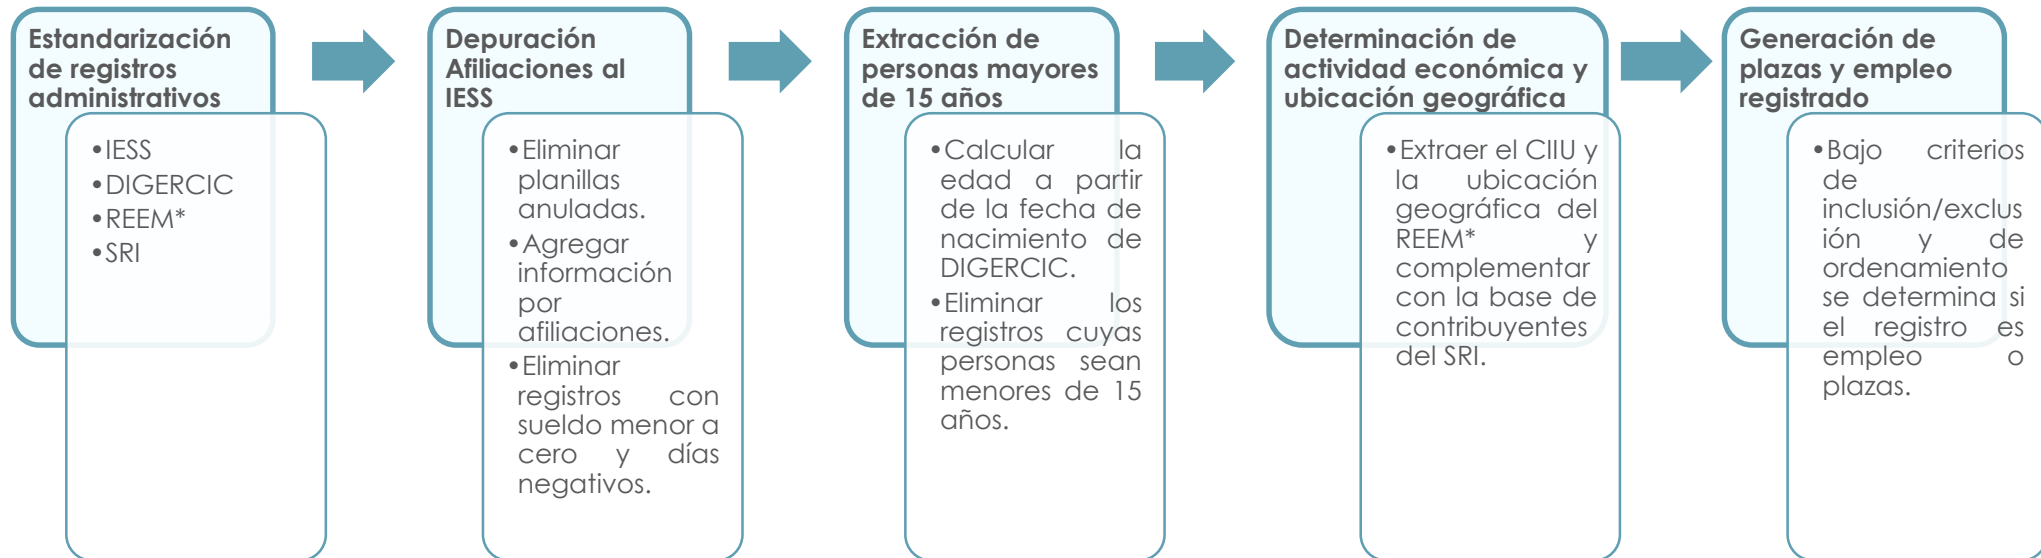 Estandarización
de registros
administrativos
•IESS
•DIGERCIC
•REEM*
•SRI
Depuración
Afiliaciones al
IESS
•Eliminar
planillas
anuladas.
•Agregar
información
por
afiliaciones.
•Eliminar
registros con
sueldo menor a
cero y días
negativos.
Extracción de
personas mayores
de 15 años
•Calcular la
edad a partir
de la fecha de
nacimiento de
DIGERCIC.
•Eliminar los
registros cuyas
personas sean
menores de 15
años.
Determinación de
actividad económica y
ubicación geográfica
•Extraer el CIIU y
la ubicación
geográfica del
REEM* y
complementar
con la base de
contribuyentes
del SRI.
Generación de
plazas y empleo
registrado
•Bajo criterios
de
inclusión/exclus
ión y de
ordenamiento
se determina si
el registro es
empleo o
plazas.